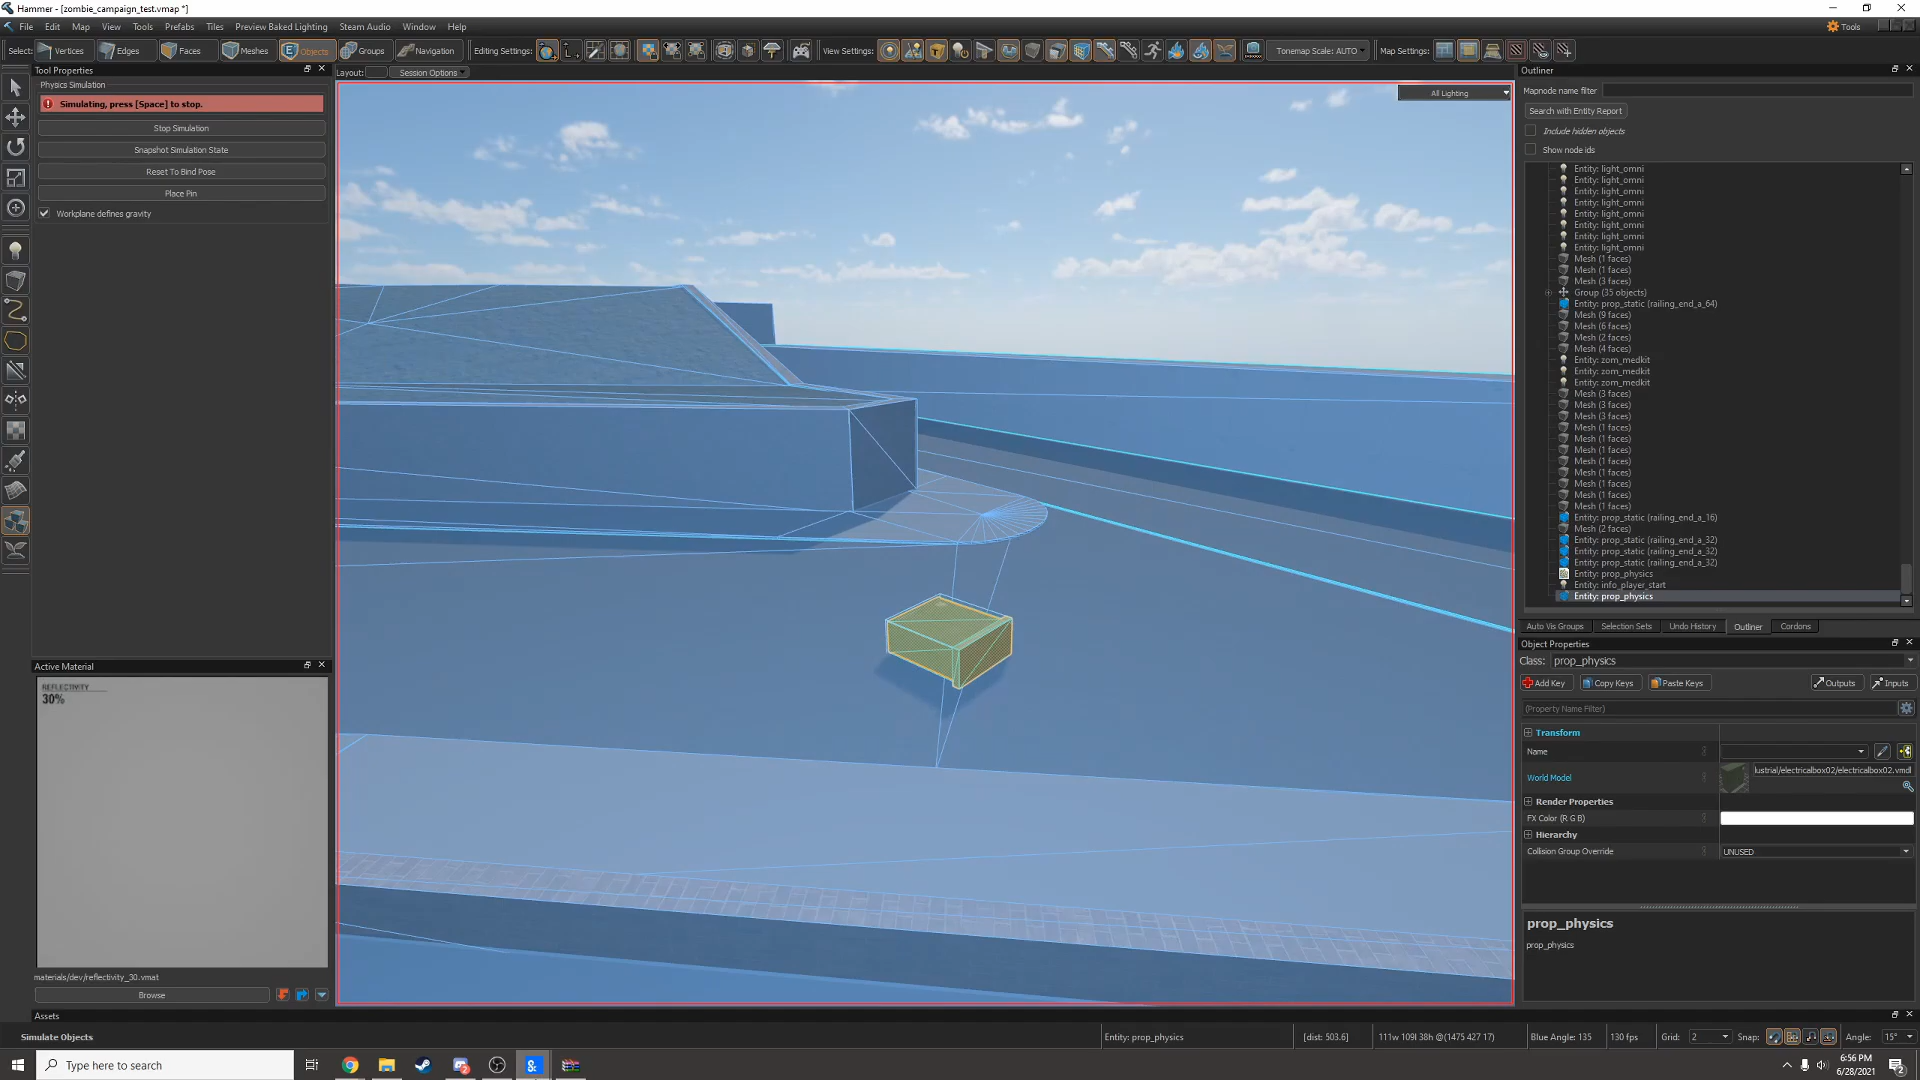 Hammer - [zombie_campaign_test.vmap *]
File Edit Map View Tools Prefabs Tiles Preview Baked Lighting Steam Audio Window Help
Tools
Select: Vertices Edges Faces Meshes Objects Groups Navigation Editing Settings: View Settings: Tonemap Scale: AUTO Map Settings:
Tool Properties
Layout: Session Options
Outliner
Physics Simulation
Simulating, press [Space] to stop.
Stop Simulation
Snapshot Simulation State
Reset To Bind Pose
Place Pin
Workplane defines gravity
All Lighting
Mapnode name filter
Search with Entity Report
Include hidden objects
Show node ids
Entity: light_omni
Entity: light_omni
Entity: light_omni
Entity: light_omni
Entity: light_omni
Entity: light_omni
Entity: light_omni
Entity: light_omni
Mesh (1 faces)
Mesh (1 faces)
Mesh (3 faces)
Group (35 objects)
Entity: prop_static (railing_end_a_64)
Mesh (9 faces)
Mesh (6 faces)
Mesh (2 faces)
Mesh (4 faces)
Entity: zom_medkit
Entity: zom_medkit
Entity: zom_medkit
Mesh (3 faces)
Mesh (3 faces)
Mesh (3 faces)
Mesh (1 faces)
Mesh (1 faces)
Mesh (1 faces)
Mesh (1 faces)
Mesh (1 faces)
Mesh (1 faces)
Mesh (1 faces)
Mesh (1 faces)
Entity: prop_static (railing_end_a_16)
Mesh (2 faces)
Entity: prop_static (railing_end_a_32)
Entity: prop_static (railing_end_a_32)
Entity: prop_static (railing_end_a_32)
Entity: prop_physics
Entity: info_player_start
Entity: prop_physics
Auto Vis Groups Selection Sets Undo History Outliner Cordons
Object Properties
Class: prop_physics
Add Key Copy Keys Paste Keys Outputs Inputs
(Property Name Filter)
Transform
Name
World Model lustrial/electricalbox02/electricalbox02.vmdl
Render Properties
FX Color (R G B)
Hierarchy
Collision Group Override UNUSED
prop_physics
prop_physics
Active Material
REFLECTIVITY
30%
materials/dev/reflectivity_30.vmat
Browse
Assets
Simulate Objects Entity: prop_physics [dist: 503.6] 111w 109l 38h @(1475 427 17) Blue Angle: 135 130 fps Grid: 2 Snap: Angle: 15°
Type here to search
6:56 PM
6/28/2021
2